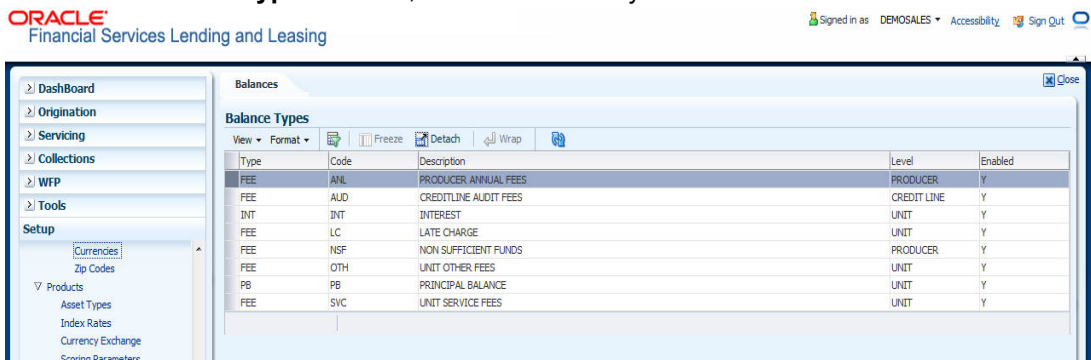 ORACLE
Financial Services Lending and Leasing
Signed in as DEMOSALES Accessibility Sign Out
DashBoard
Origination
Servicing
Collections
WFP
Tools
Setup
Currencies
Zip Codes
Products
Asset Types
Index Rates
Currency Exchange
Scoring Parameters
Balances
Close
Balance Types
View Format Freeze Detach Wrap
Type Code Description Level Enabled
FEE ANL PRODUCER ANNUAL FEES PRODUCER Y
FEE AUD CREDITLINE AUDIT FEES CREDIT LINE Y
INT INT INTEREST UNIT Y
FEE LC LATE CHARGE UNIT Y
FEE NSF NON SUFFICIENT FUNDS PRODUCER Y
FEE OTH UNIT OTHER FEES UNIT Y
PB PB PRINCIPAL BALANCE UNIT Y
FEE SVC UNIT SERVICE FEES UNIT Y